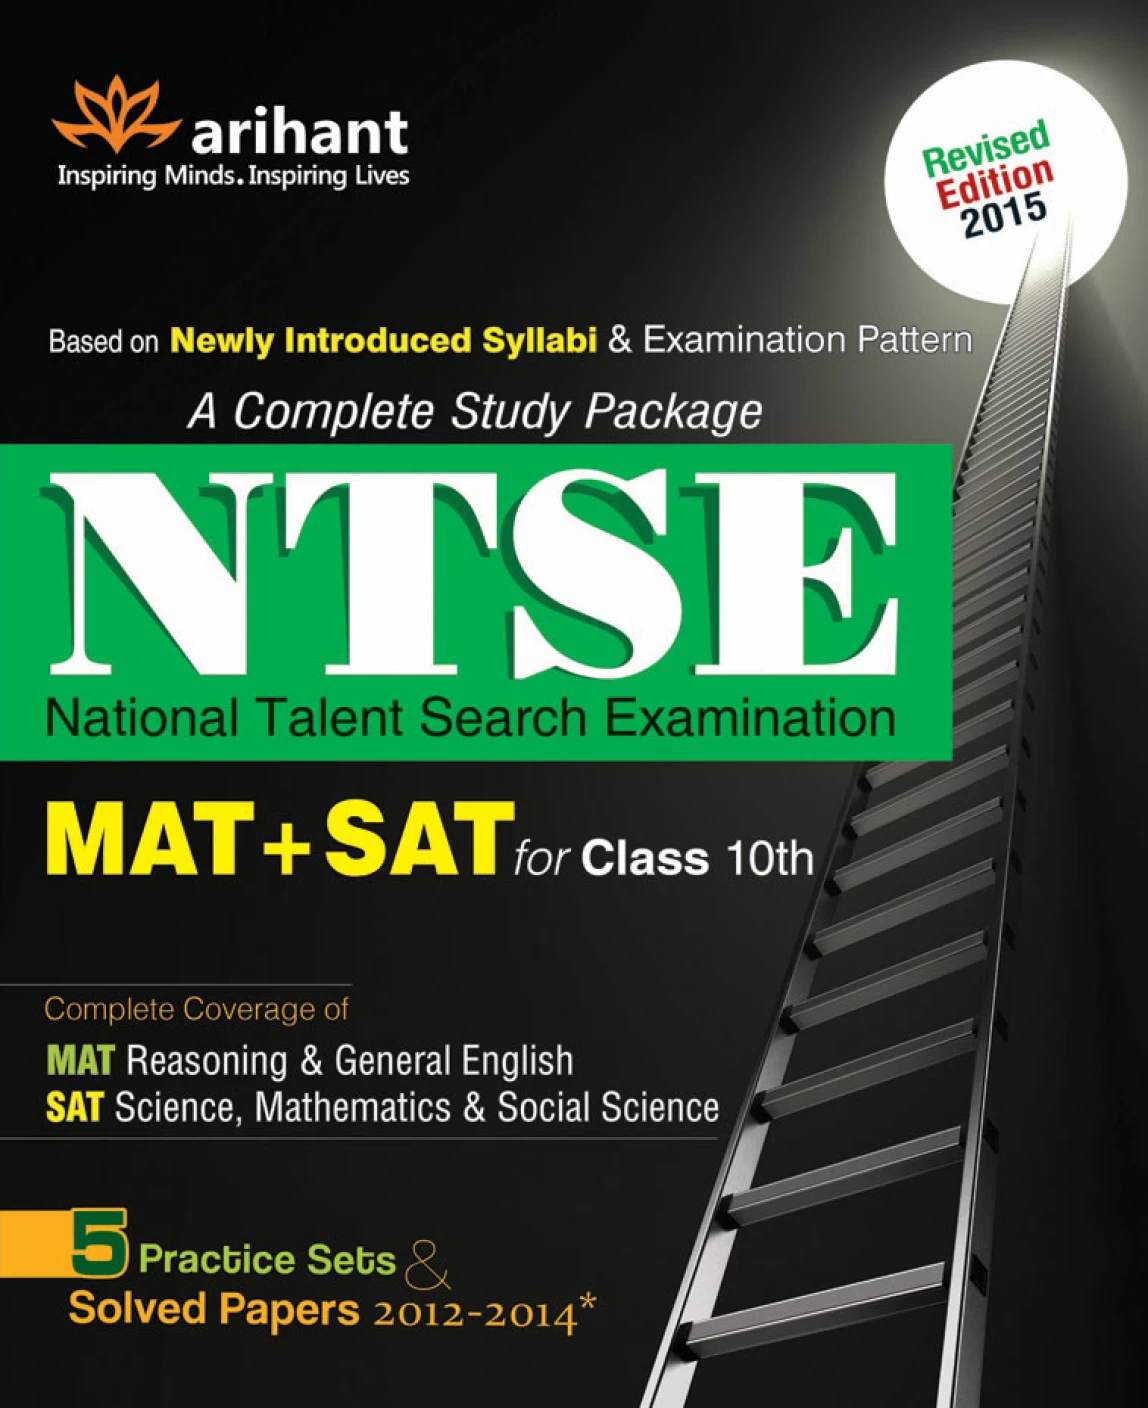 arihant
Inspiring Minds. Inspiring Lives
Revised
Edition
2015
Based on Newly Introduced Syllabi & Examination Pattern
A Complete Study Package
NTSE
National Talent Search Examination
MAT+SAT for Class 10th
Complete Coverage of
MAT Reasoning & General English
SAT Science, Mathematics & Social Science
5 Practice Sets &
Solved Papers 2012-2014*